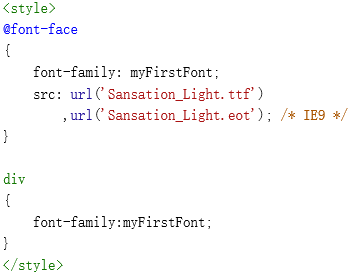 <style>
@font-face
{
    font-family: myFirstFont;
    src: url('Sansation_Light.ttf')
        ,url('Sansation_Light.eot'); /* IE9 */
}

div
{
    font-family:myFirstFont;
}
</style>